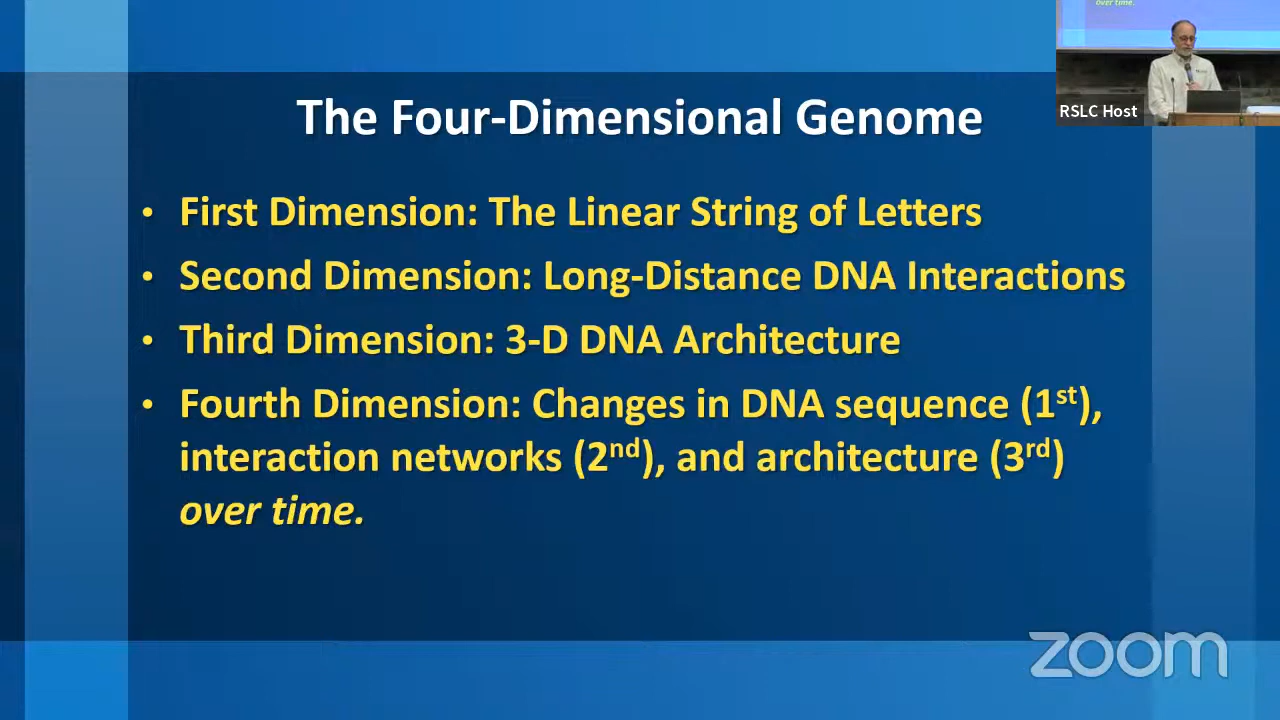 over time.
RSLC Host
The Four-Dimensional Genome
• First Dimension: The Linear String of Letters
• Second Dimension: Long-Distance DNA Interactions
• Third Dimension: 3-D DNA Architecture
• Fourth Dimension: Changes in DNA sequence (1st),
interaction networks (2nd), and architecture (3rd)
over time.
zoom